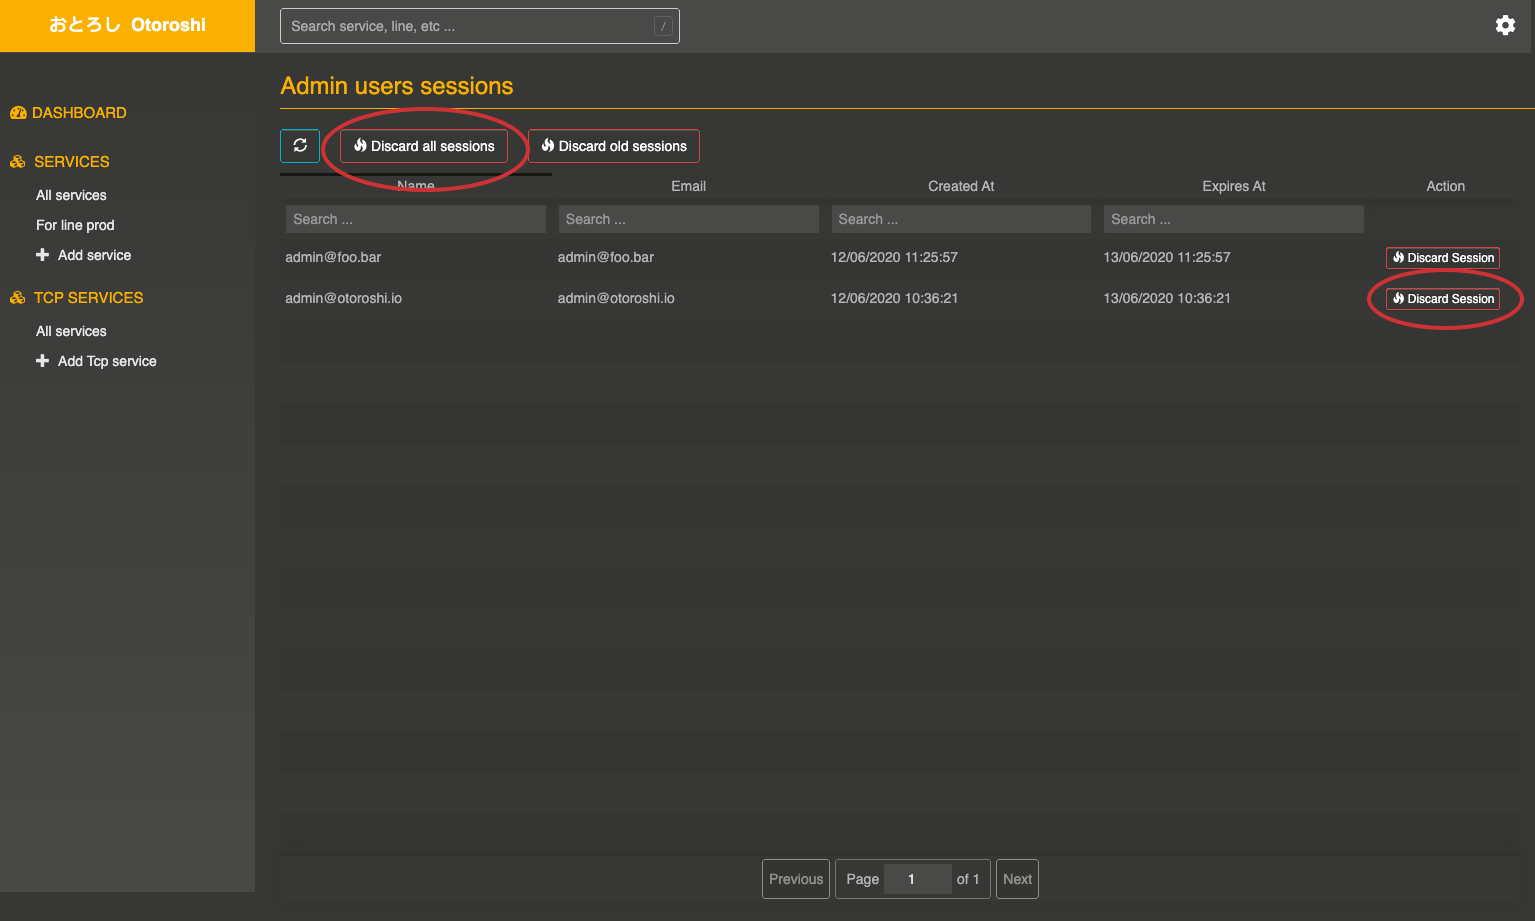 おとろし Otoroshi
Search service, line, etc ... /
DASHBOARD
SERVICES
All services
For line prod
Add service
TCP SERVICES
All services
Add Tcp service
Admin users sessions
Discard all sessions Discard old sessions
Name Email Created At Expires At Action
Search ... Search ... Search ... Search ...
admin@foo.bar admin@foo.bar 12/06/2020 11:25:57 13/06/2020 11:25:57 Discard Session
admin@otoroshi.io admin@otoroshi.io 12/06/2020 10:36:21 13/06/2020 10:36:21 Discard Session
Previous Page 1 of 1 Next